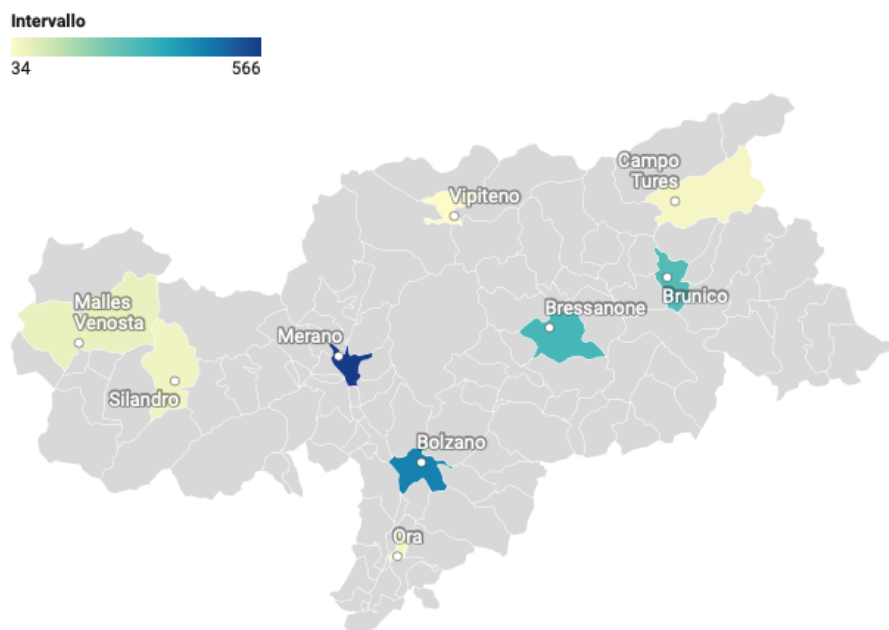 Intervallo
34 566
Campo
Tures
Vipiteno
Brunico
Malles
Venosta
Bressanone
Merano
Silandro
Bolzano
Ora